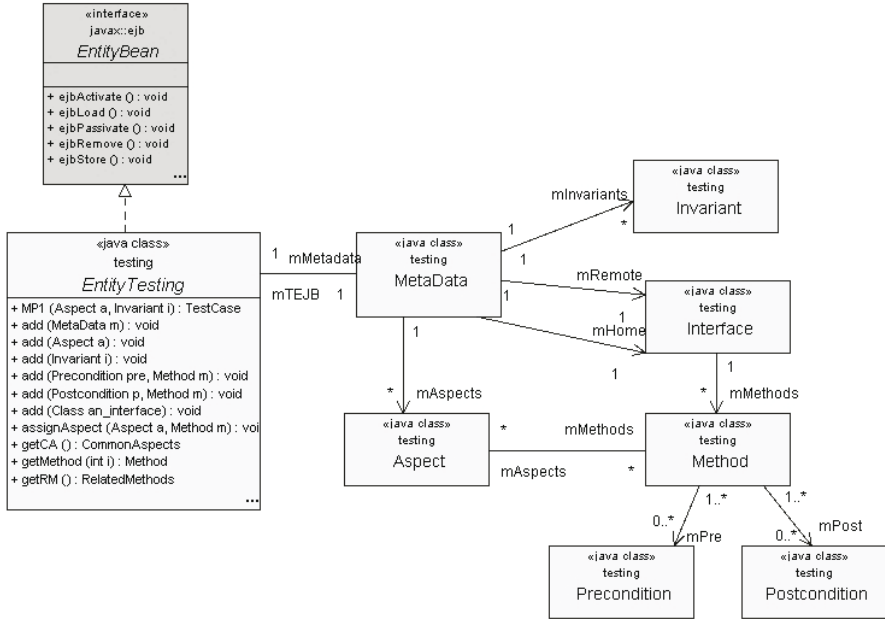 «interface»
javax::ejb
EntityBean
+ ejbActivate () : void
+ ejbLoad () : void
+ ejbPassivate () : void
+ ejbRemove () : void
+ ejbStore () : void
...
«java class»
testing
EntityTesting
+ MP1 (Aspect a, Invariant i) : TestCase
+ add (MetaData m) : void
+ add (Aspect a) : void
+ add (Invariant i) : void
+ add (Precondition pre, Method m) : void
+ add (Postcondition p, Method m) : void
+ add (Class an_interface) : void
+ assignAspect (Aspect a, Method m) : voi
+ getCA () : CommonAspects
+ getMethod (int i) : Method
+ getRM () : RelatedMethods
...
1 mMetadata
mTEJB 1
«java class»
testing
MetaData
1
mInvariants
*
«java class»
testing
Invariant
1
mRemote
1
1
mHome
1
«java class»
testing
Interface
1
* mAspects
1
* mMethods
«java class»
testing
Aspect
* mMethods
mAspects *
«java class»
testing
Method
1..*
0..* mPre
1..*
0..* mPost
«java class»
testing
Precondition
«java class»
testing
Postcondition